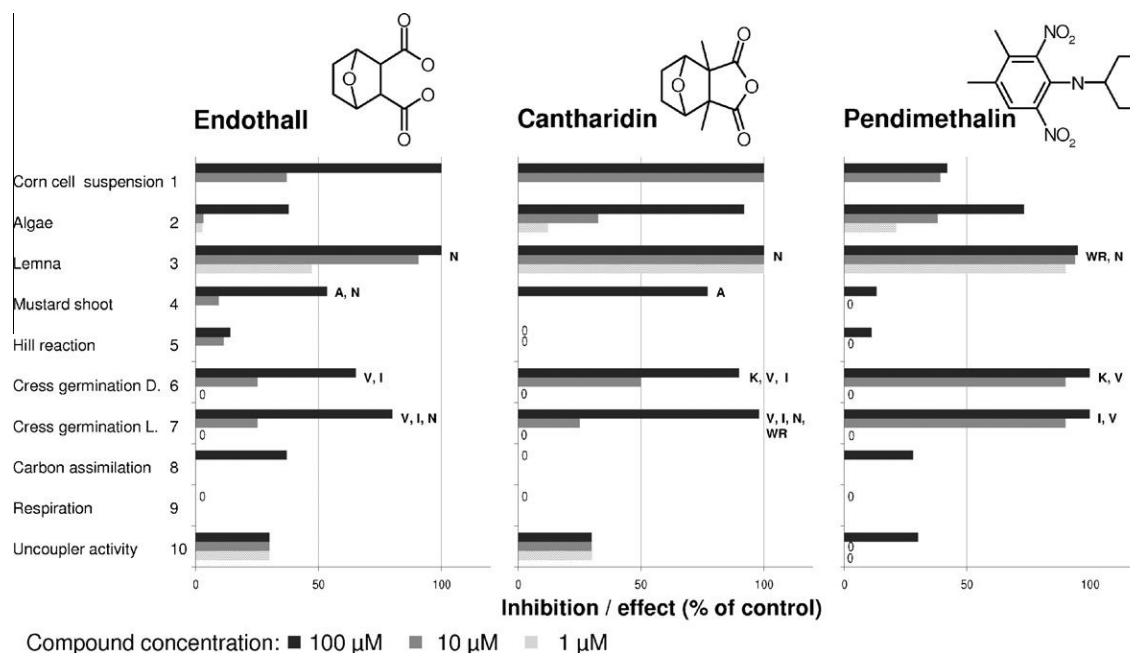 Endothall
O
O
O
O
O
Cantharidin
O
O
O
O
Pendimethalin
NO2
N
NO2
Corn cell suspension 1
Algae 2
Lemna 3
Mustard shoot 4
Hill reaction 5
Cress germination D. 6
Cress germination L. 7
Carbon assimilation 8
Respiration 9
Uncoupler activity 10
N
A, N
V, I
0
V, I, N
0
0
0 50 100
N
A
0
0
K, V, I
0
V, I, N,
WR
0
0
0
0 50 100
WR, N
0
0
K, V
0
I, V
0
0
0
0
0 50 100
Inhibition / effect (% of control)
Compound concentration: 100 µM 10 µM 1 µM